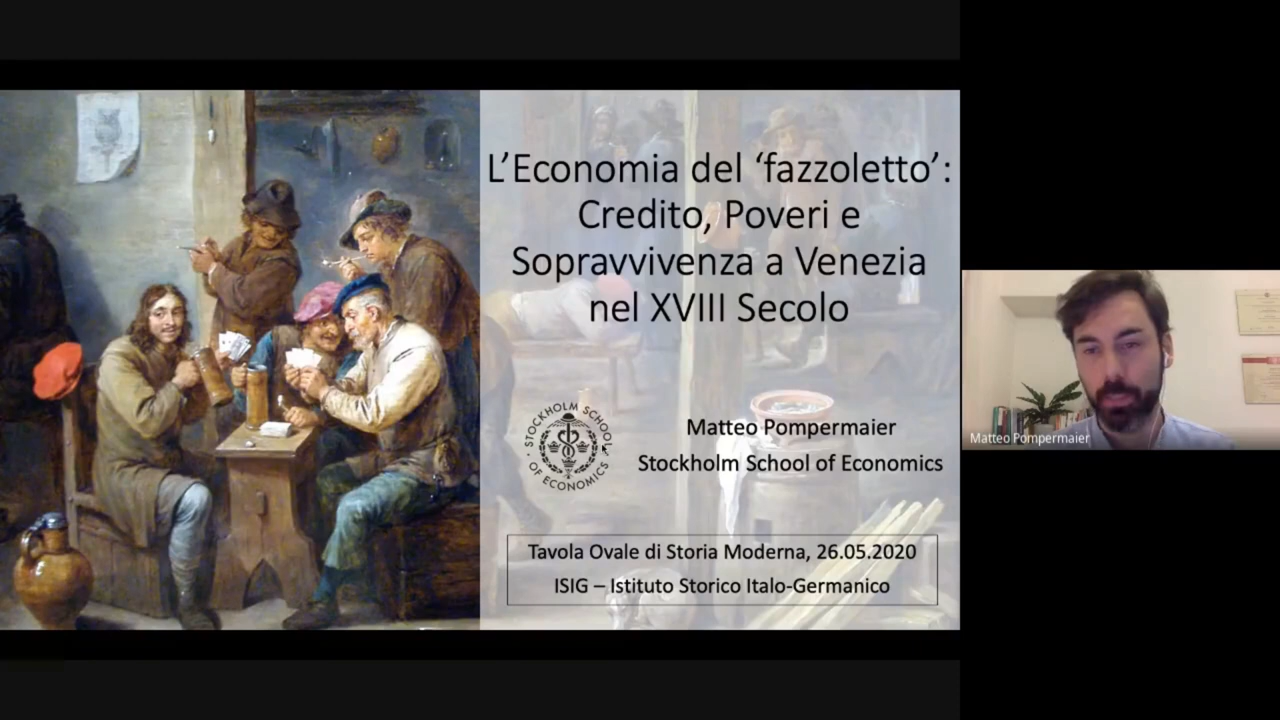 L’Economia del ‘fazzoletto’:
Credito, Poveri e
Sopravvivenza a Venezia
nel XVIII Secolo
STOCKHOLM SCHOOL
OF ECONOMICS
Matteo Pompermaier
Stockholm School of Economics
Tavola Ovale di Storia Moderna, 26.05.2020
ISIG – Istituto Storico Italo-Germanico
Matteo Pompermaier